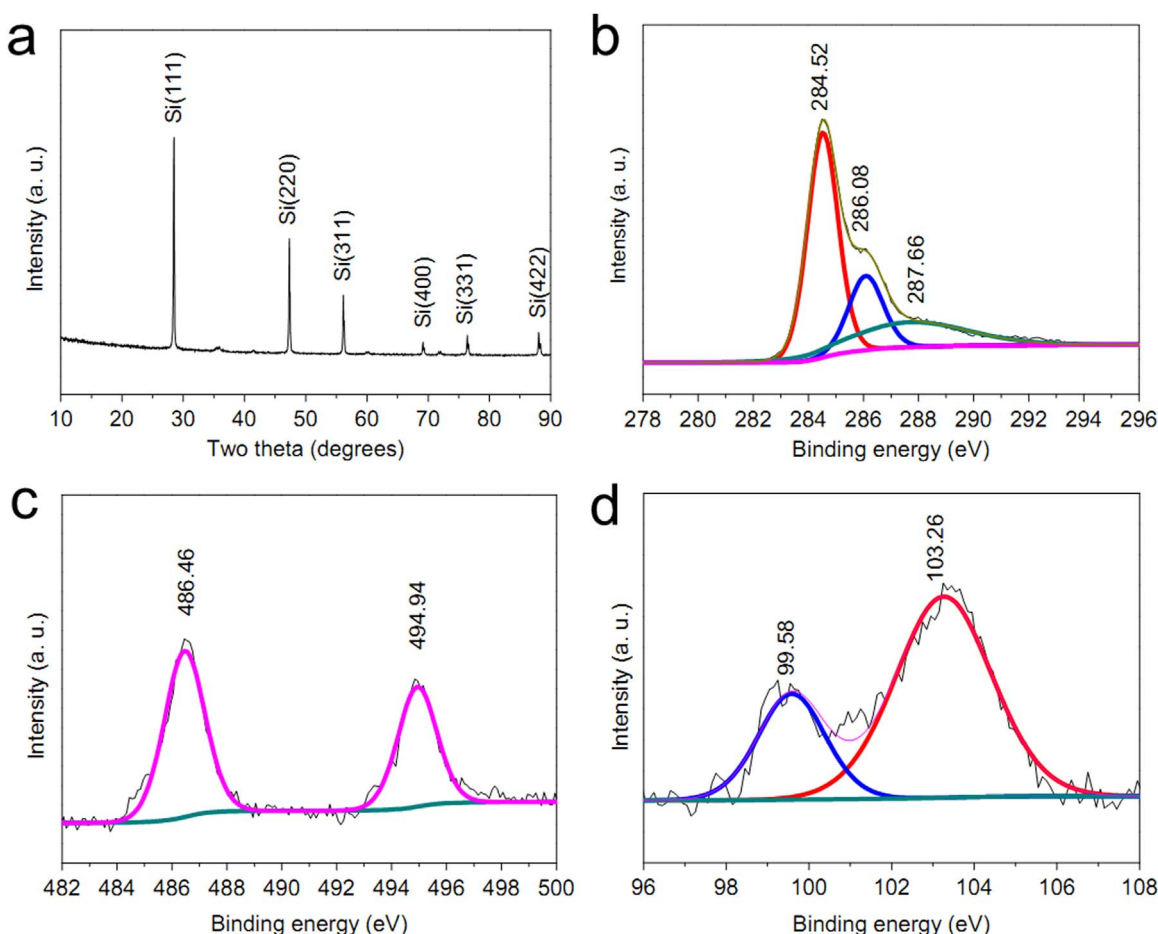 a
Intensity (a. u.)
Si(111)
Si(220)
Si(311)
Si(400)
Si(331)
Si(422)
10 20 30 40 50 60 70 80 90
Two theta (degrees)
b
Intensity (a. u.)
284.52
286.08
287.66
278 280 282 284 286 288 290 292 294 296
Binding energy (eV)
c
Intensity (a. u.)
486.46
494.94
482 484 486 488 490 492 494 496 498 500
Binding energy (eV)
d
Intensity (a. u.)
99.58
103.26
96 98 100 102 104 106 108
Binding energy (eV)